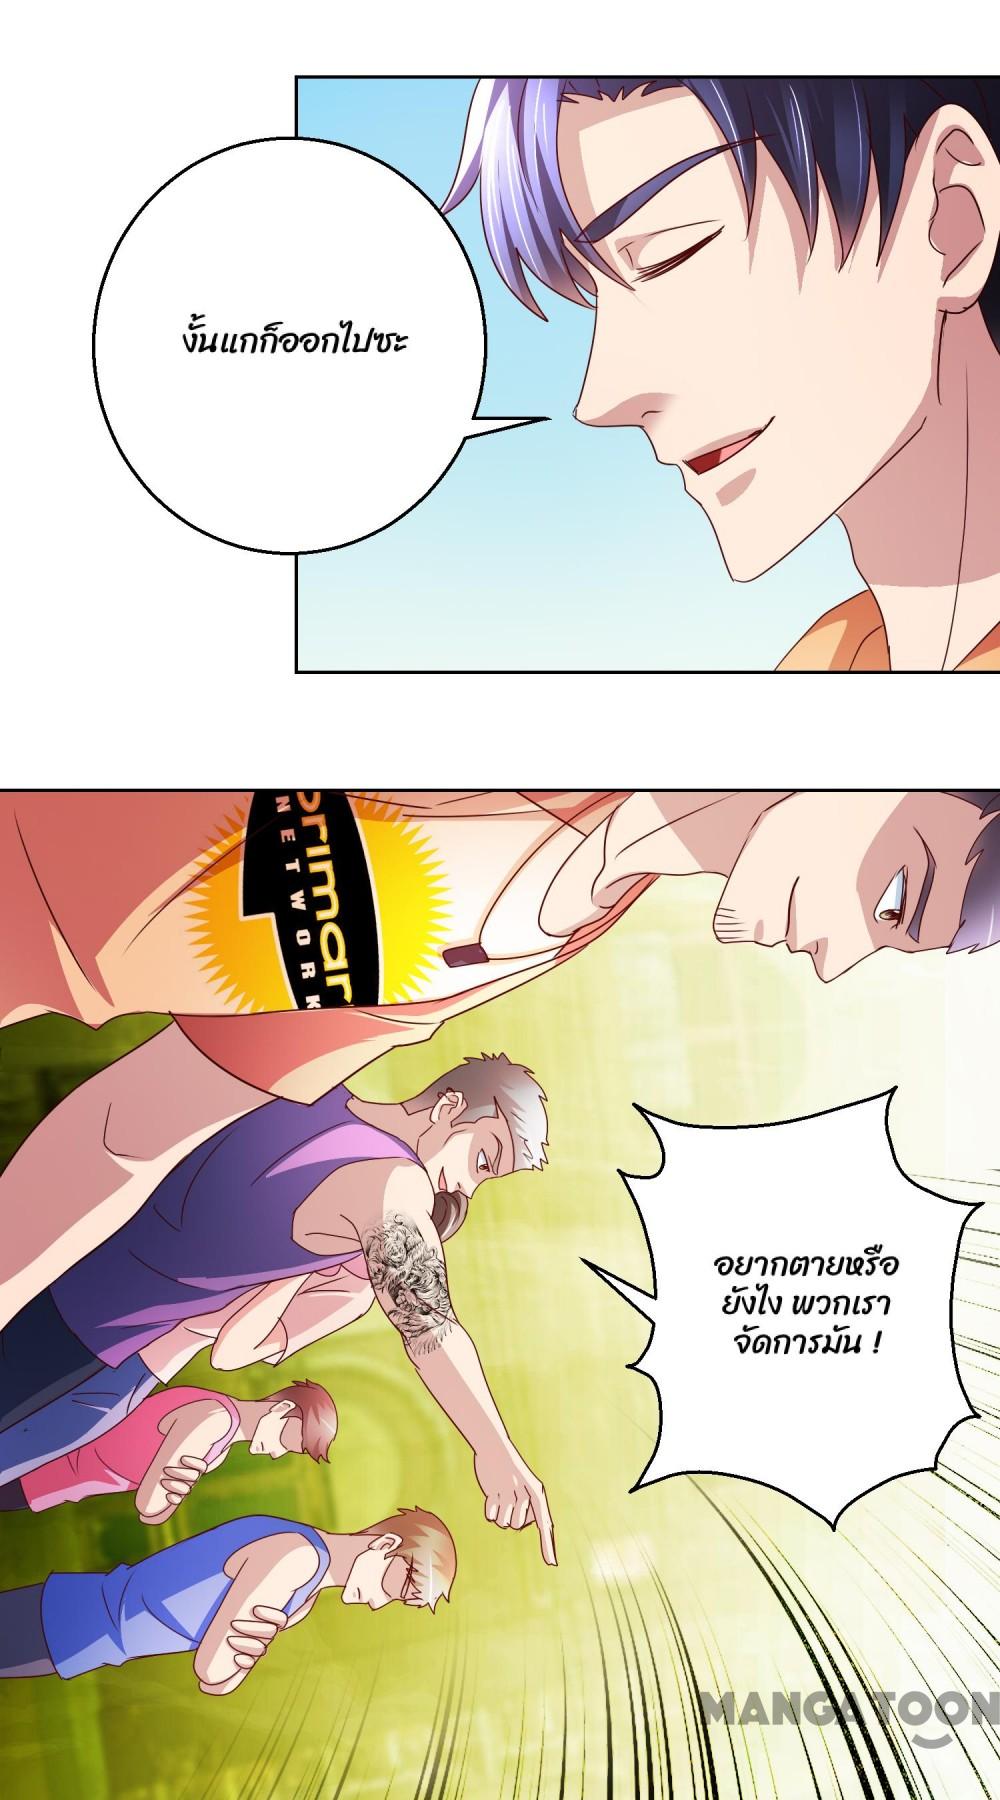 งั้นแกก็ออกไปซะ
primar
NETWORK
อยากตายหรือ
ยังไง พวกเรา
จัดการมัน !
MANGATOON